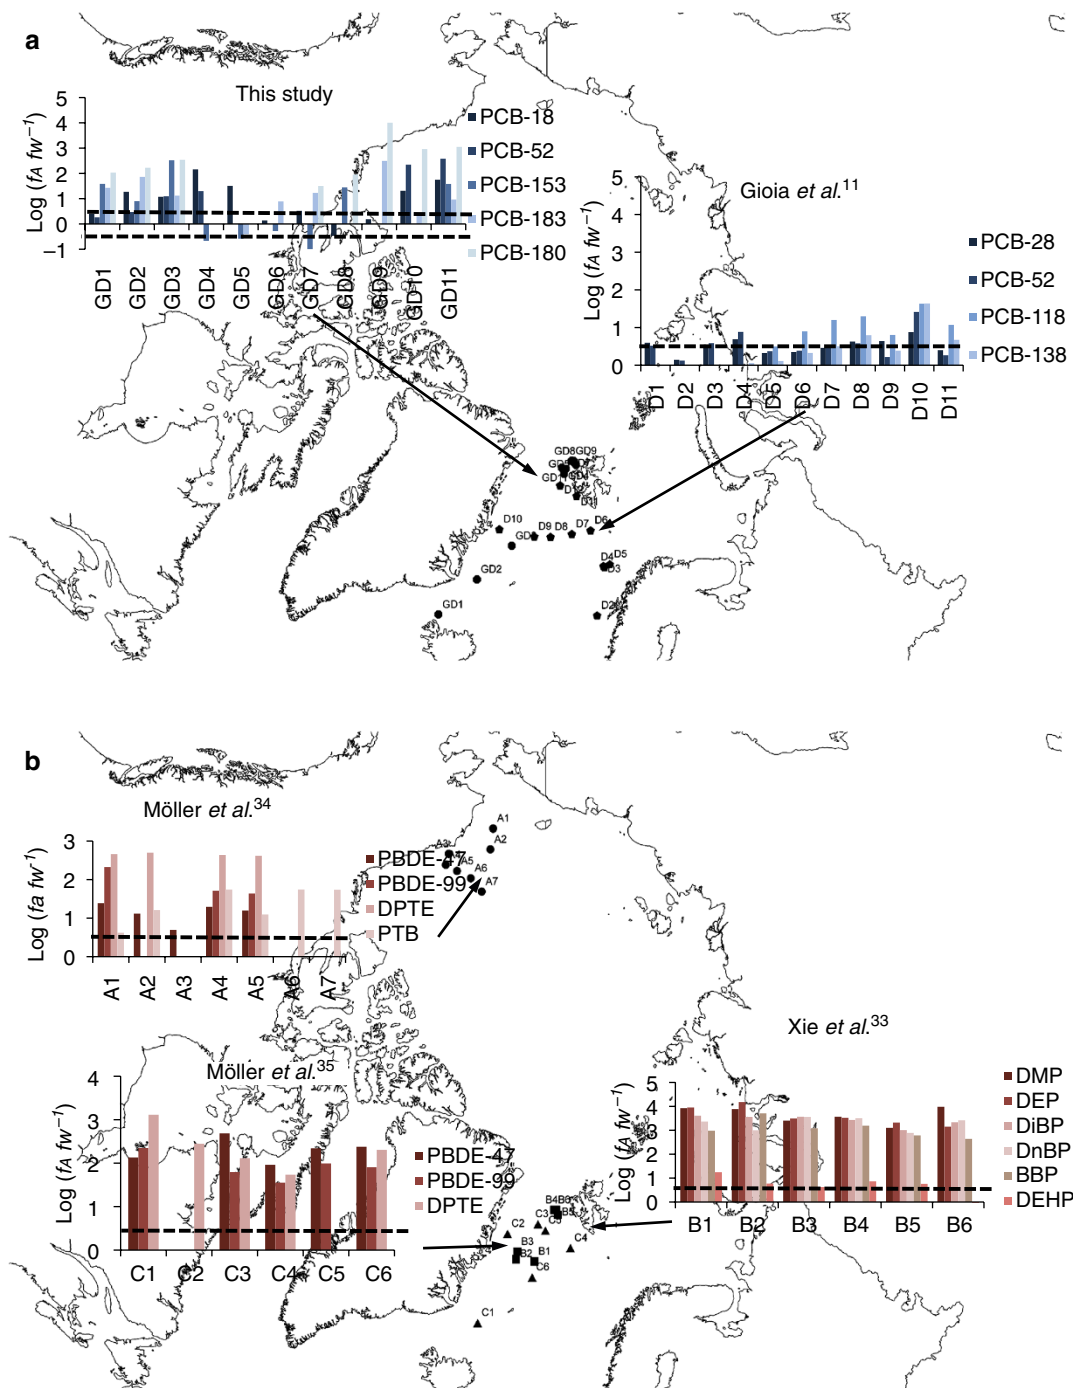 a
This study
Log (fA fw−1)
5
4
3
2
1
0
−1
GD1
GD2
GD3
GD4
GD5
GD6
GD7
GD8
GD9
GD10
GD11
PCB-18
PCB-52
PCB-153
PCB-183
PCB-180
Gioia et al.11
Log (fA fw−1)
5
4
3
2
1
0
D1
D2
D3
D4
D5
D6
D7
D8
D9
D10
D11
PCB-28
PCB-52
PCB-118
PCB-138
GD8 GD9
D11
D10
D9 D8 D7 D6
GD2
D4 D5
D3
GD1
D2
b
Möller et al.34
Log (fa fw-1)
3
2
1
0
A1
A2
A3
A4
A5
A6
A7
PBDE-47
PBDE-99
DPTE
PTB
A1
A2
A3
A5
A6
A7
Möller et al.35
Log (fA fw−1)
4
3
2
1
0
C1
C2
C3
C4
C5
C6
PBDE-47
PBDE-99
DPTE
Xie et al.33
Log (fA fw−1)
5
4
3
2
1
0
B1
B2
B3
B4
B5
B6
DMP
DEP
DiBP
DnBP
BBP
DEHP
B4 B6
C3 B5
C2 C5
B3 C4
B2 B1
C6
C1